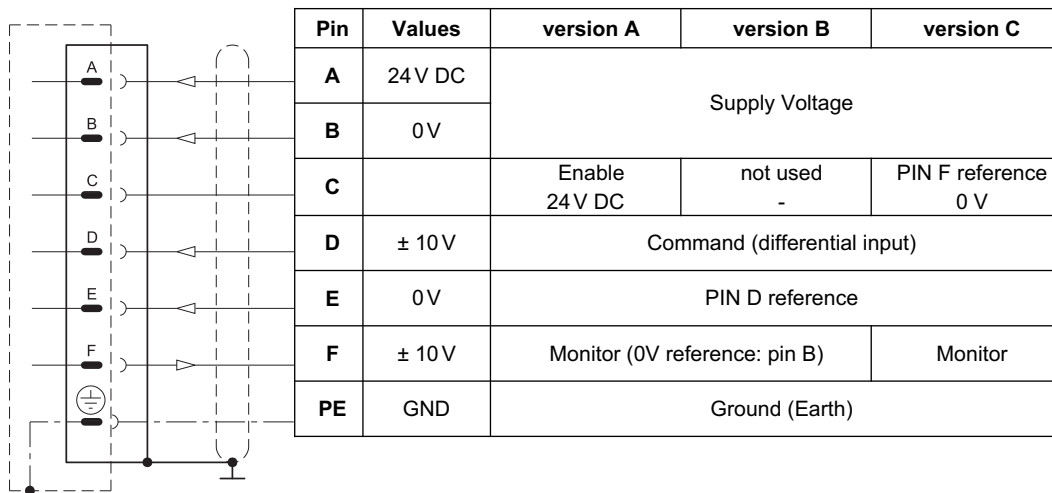 A
B
C
D
E
F
Pin Values version A version B version C
A 24 V DC
Supply Voltage
B 0 V
C Enable 24 V DC not used - PIN F reference 0 V
D ± 10 V Command (differential input)
E 0 V PIN D reference
F ± 10 V Monitor (0V reference: pin B) Monitor
PE GND Ground (Earth)